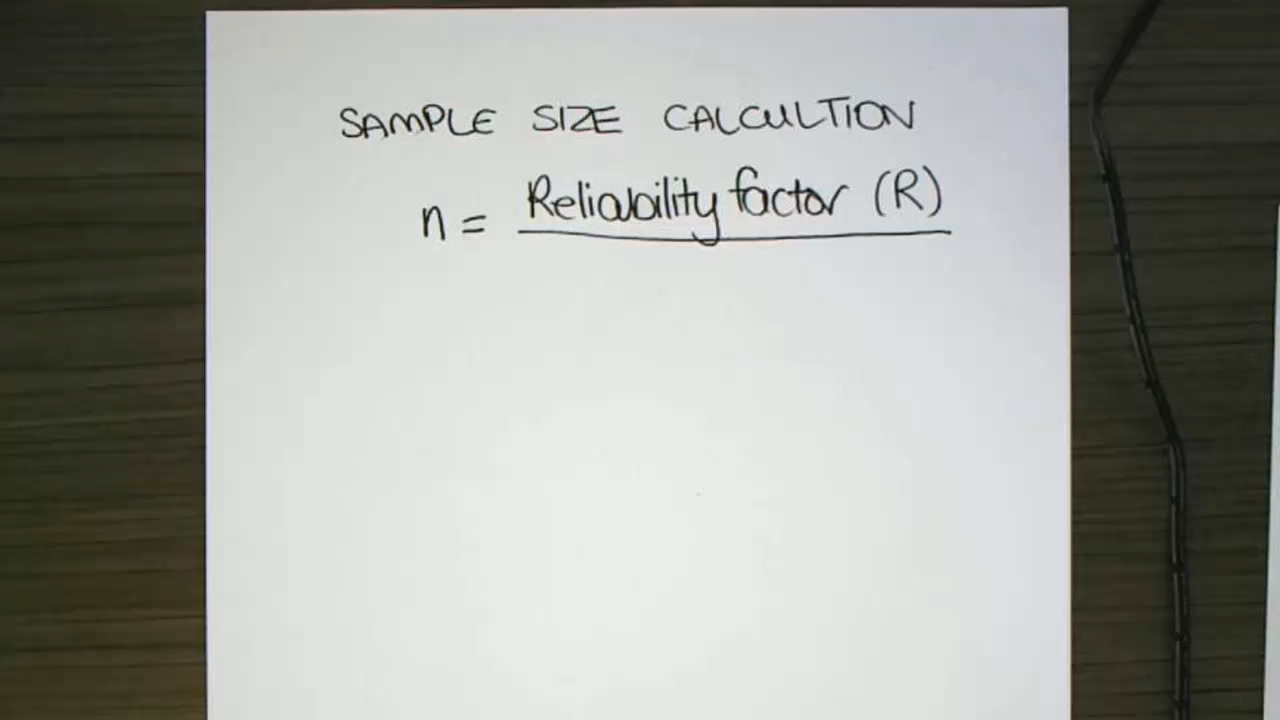 SAMPLE SIZE CALCULTION
n = Reliability factor (R)